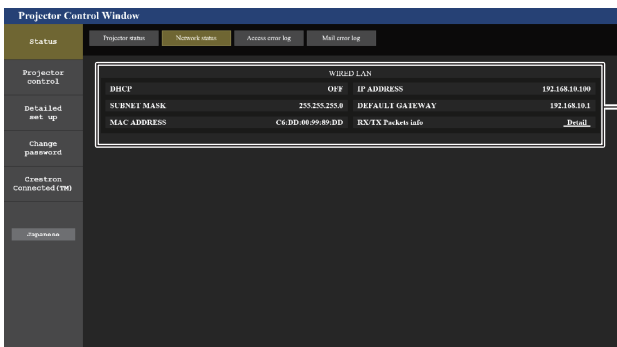 Projector Control Window
Status
Projector status
Network status
Access error log
Mail error log
Projector
control
Detailed
set up
Change
password
Crestron
Connected(TM)
Japanese
WIRED LAN
DHCP OFF IP ADDRESS 192.168.10.100
SUBNET MASK 255.255.255.0 DEFAULT GATEWAY 192.168.10.1
MAC ADDRESS C6:DD:00:99:89:DD RX/TX Packets info Detail